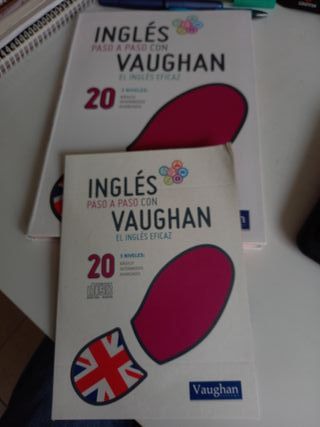 INGLÉS
PASO A PASO CON
VAUGHAN
EL INGLÉS EFICAZ
20
3 NIVELES:
BÁSICO
INTERMEDIO
AVANZADO
INGLÉS
PASO A PASO CON
VAUGHAN
EL INGLÉS EFICAZ
20
3 NIVELES:
BÁSICO
INTERMEDIO
AVANZADO
Vaughan